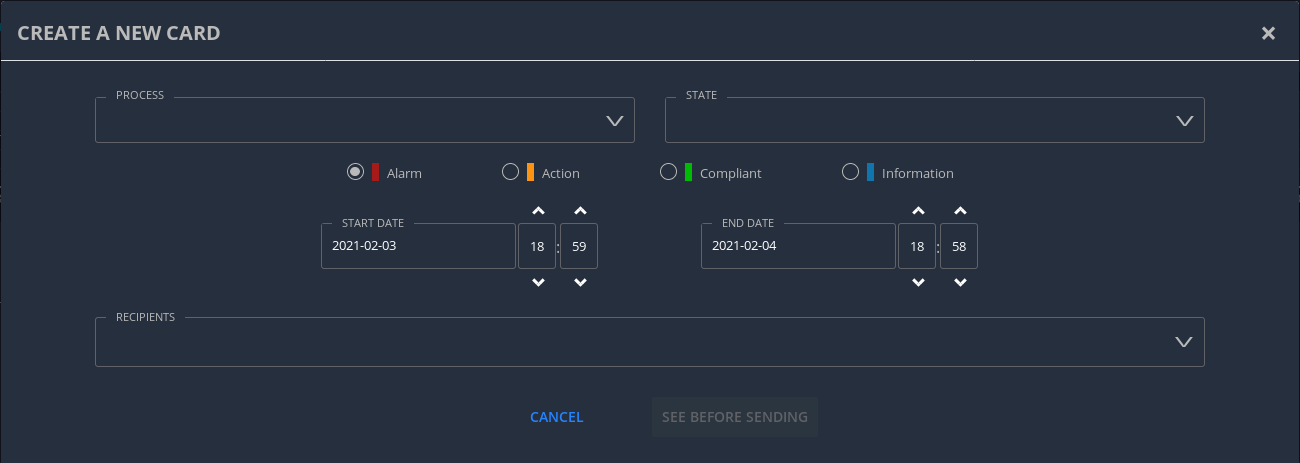 CREATE A NEW CARD
PROCESS STATE
Alarm Action Compliant Information
START DATE END DATE
2021-02-03 18 : 59 2021-02-04 18 : 58
RECIPIENTS
CANCEL SEE BEFORE SENDING